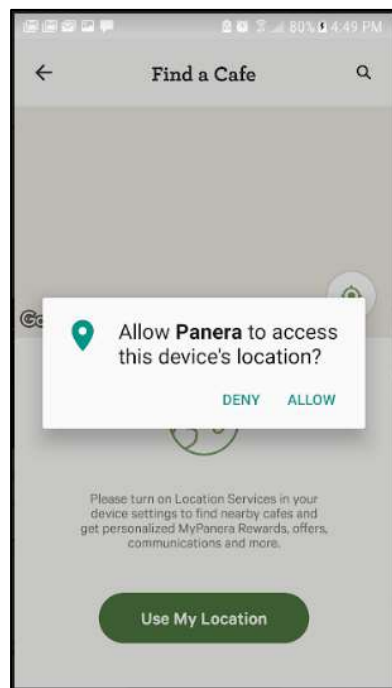 80% 4:49 PM
Find a Cafe
Allow Panera to access
this device's location?
DENY ALLOW
Please turn on Location Services in your
device settings to find nearby cafes and
get personalized MyPanera Rewards, offers,
communications and more.
Use My Location